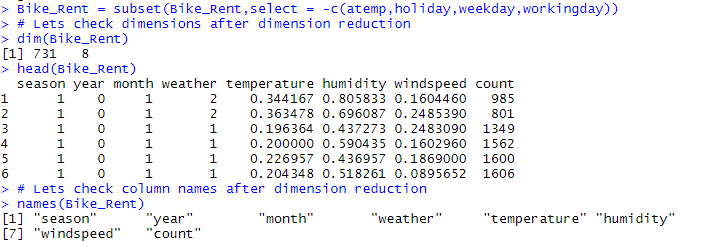 > Bike_Rent = subset(Bike_Rent,select = -c(atemp,holiday,weekday,workingday))
> # Lets check dimensions after dimension reduction
> dim(Bike_Rent)
[1] 731   8
> head(Bike_Rent)
  season year month weather temperature humidity windspeed count
1      1    0     1       2    0.344167 0.805833 0.1604460   985
2      1    0     1       2    0.363478 0.696087 0.2485390   801
3      1    0     1       1    0.196364 0.437273 0.2483090  1349
4      1    0     1       1    0.200000 0.590435 0.1602960  1562
5      1    0     1       1    0.226957 0.436957 0.1869000  1600
6      1    0     1       1    0.204348 0.518261 0.0895652  1606
> # Lets check column names after dimension reduction
> names(Bike_Rent)
[1] "season"      "year"        "month"       "weather"     "temperature" "humidity"
[7] "windspeed"   "count"